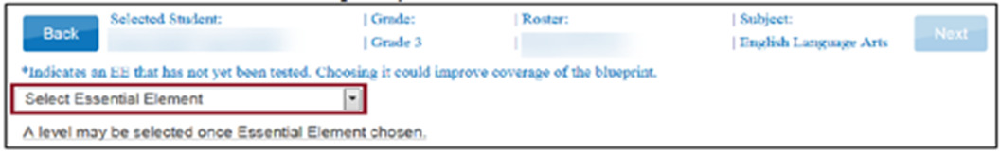 Back
Selected Student: | Grade: | Roster: | Subject:
| Grade 3 | | English Language Arts
Next
*Indicates an EE that has not yet been tested. Choosing it could improve coverage of the blueprint.
Select Essential Element
A level may be selected once Essential Element chosen.